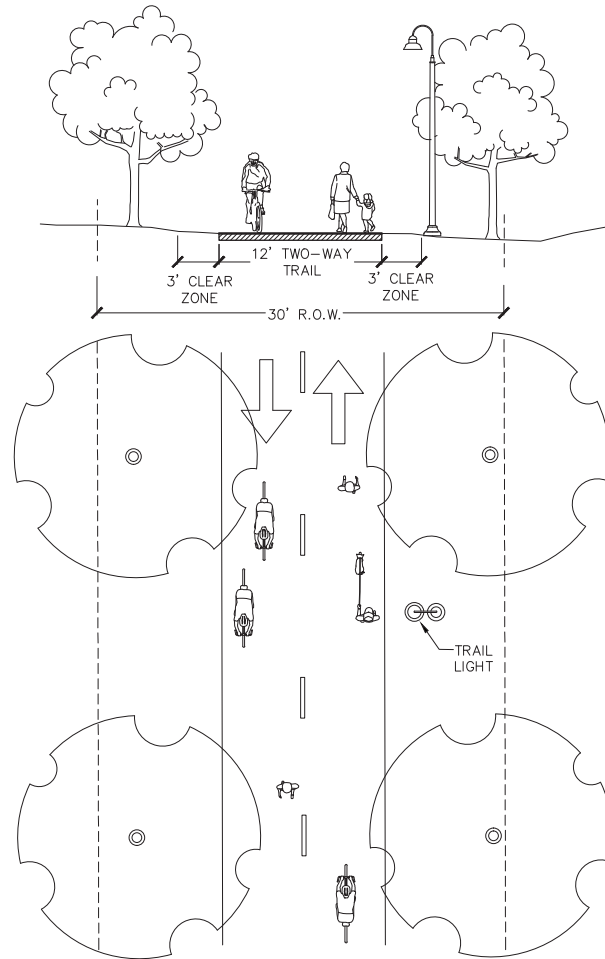 12' TWO-WAY
TRAIL
3' CLEAR
ZONE
3' CLEAR
ZONE
30' R.O.W.
TRAIL
LIGHT